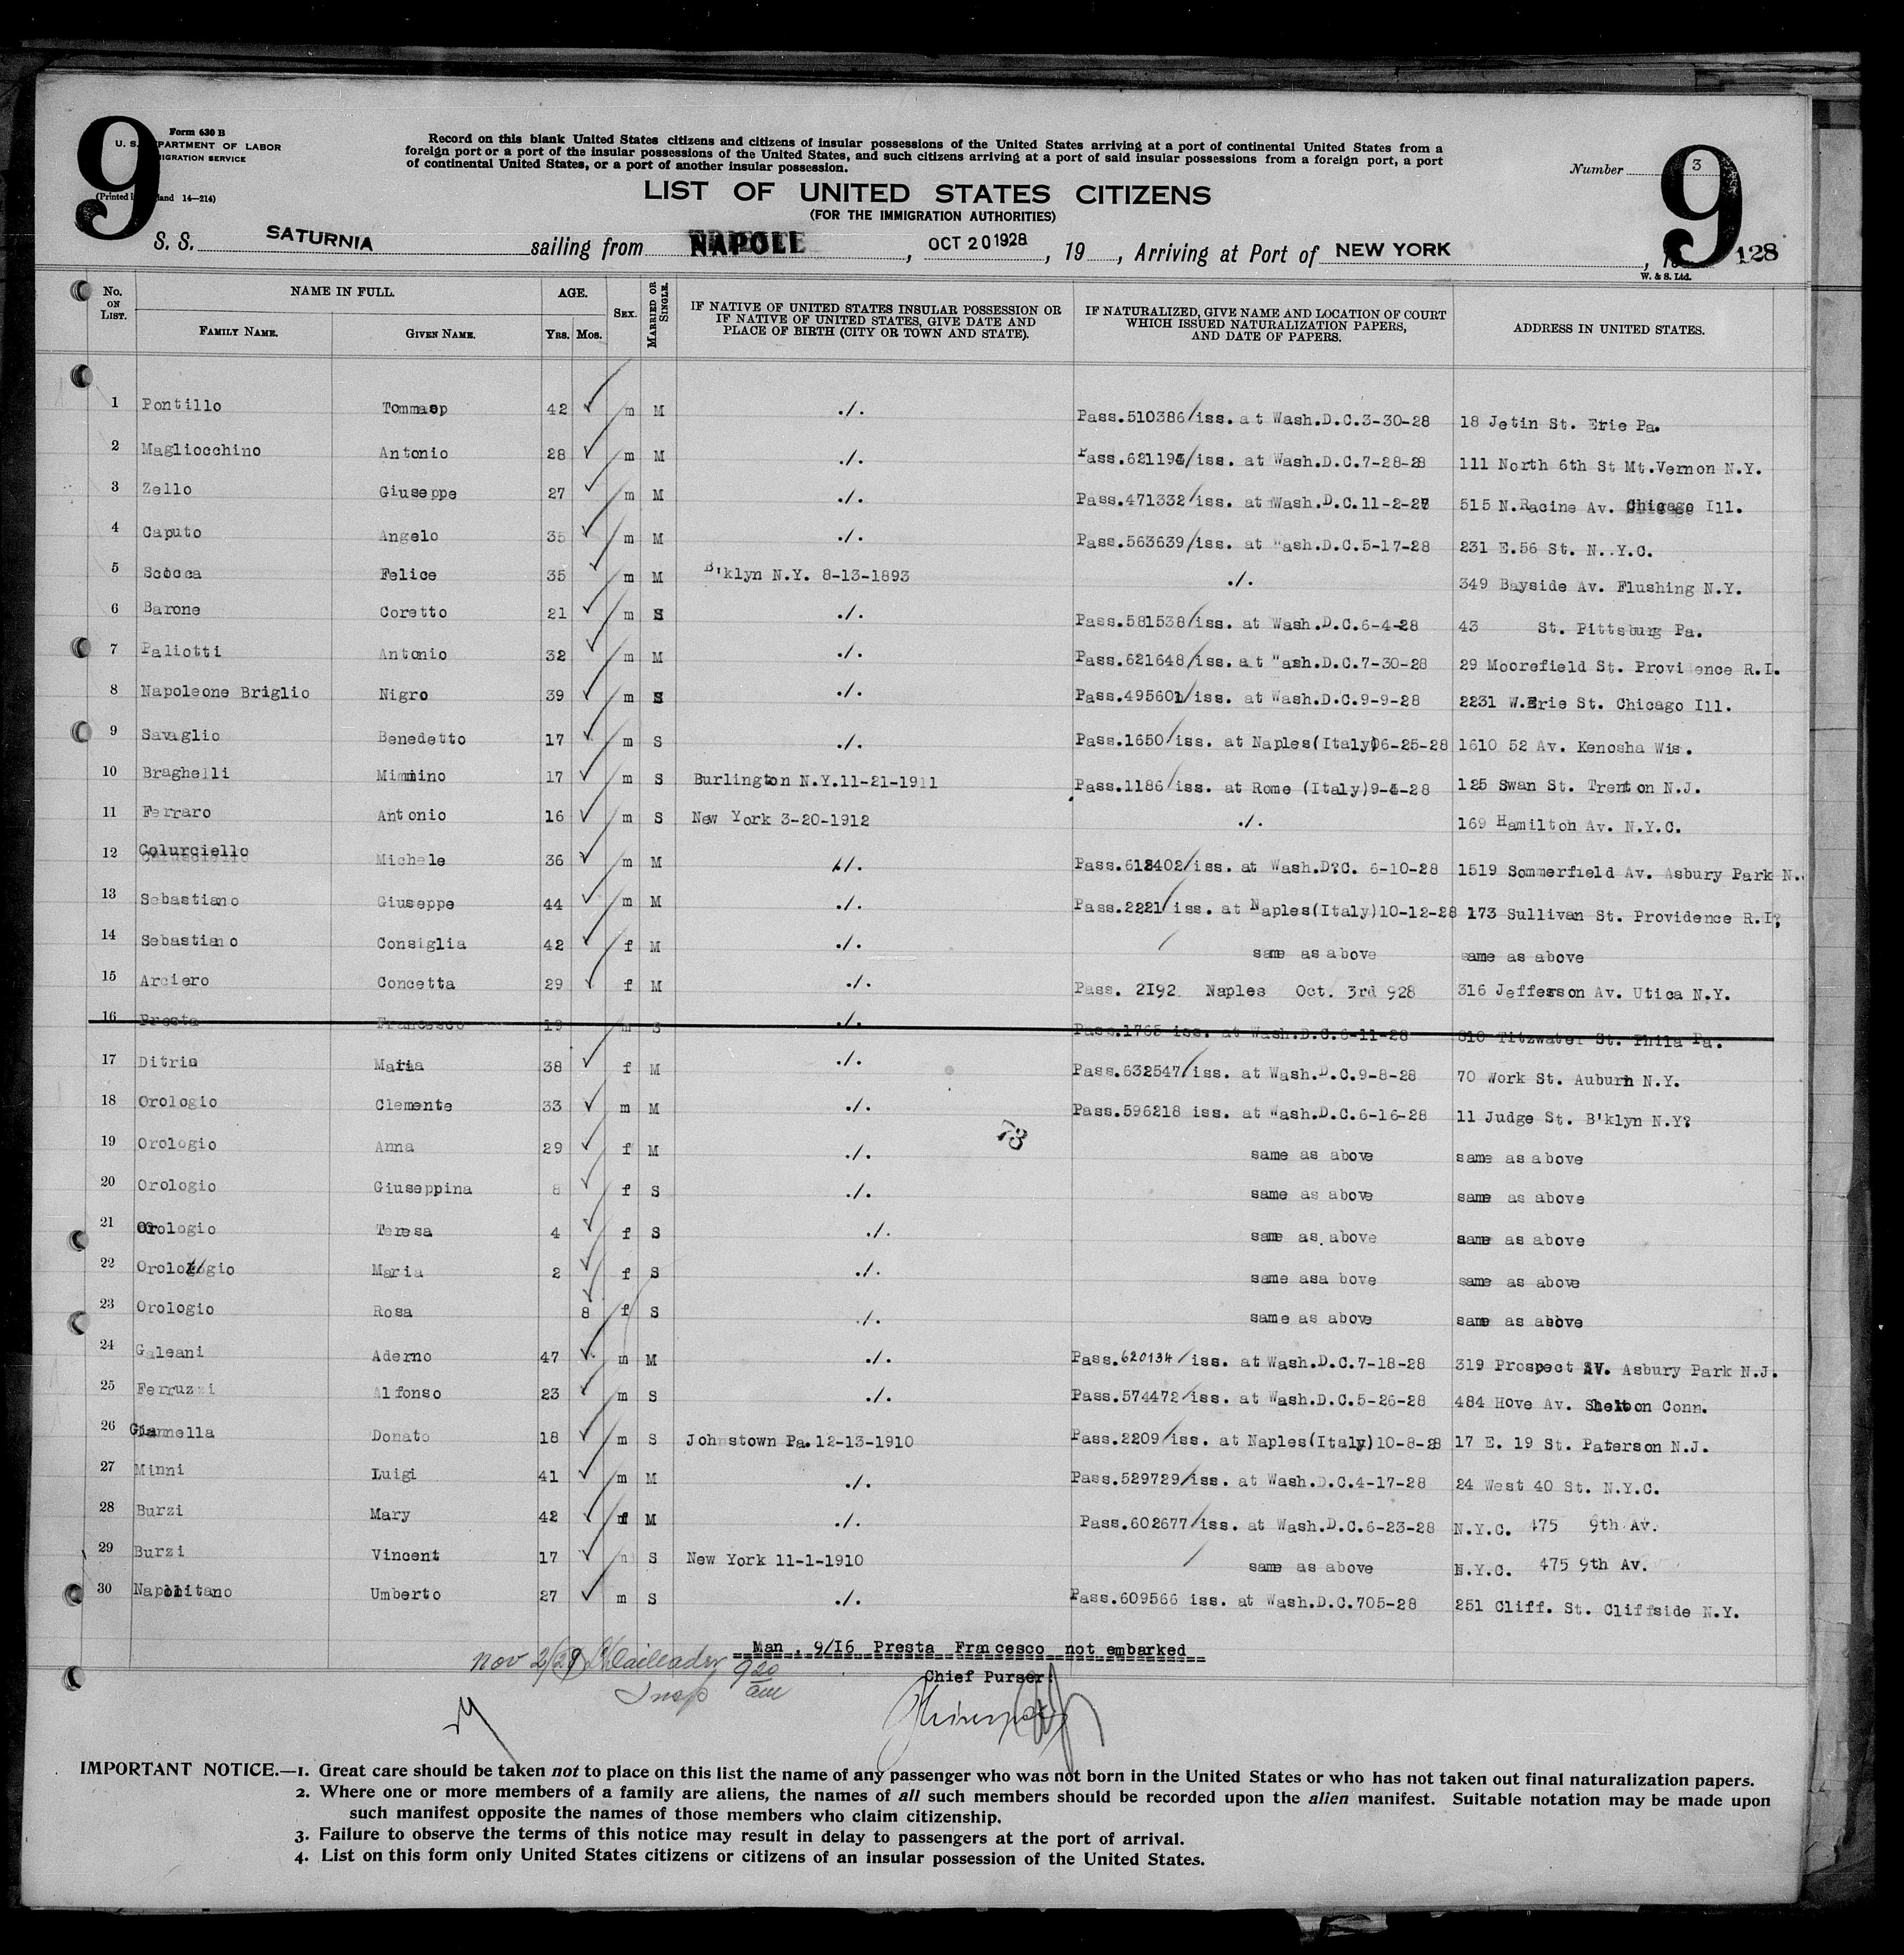 9
Form 630 B
U. S. DEPARTMENT OF LABOR
IMMIGRATION SERVICE
Record on this blank United States citizens and citizens of insular possessions of the United States arriving at a port of continental United States from a
foreign port or a port of the insular possessions of the United States, and such citizens arriving at a port of said insular possessions from a foreign port, a port
of continental United States, or a port of another insular possession.
Number 3
9
LIST OF UNITED STATES CITIZENS
(FOR THE IMMIGRATION AUTHORITIES)
S. S. SATURNIA sailing from NAPOLI, OCT 20 1928, 19 , Arriving at Port of NEW YORK, 128
W. & S. Ltd.
No. ON LIST. NAME IN FULL. FAMILY NAME. GIVEN NAME. AGE. Yrs. Mos. SEX. MARRIED OR SINGLE. IF NATIVE OF UNITED STATES INSULAR POSSESSION OR IF NATIVE OF UNITED STATES, GIVE DATE AND PLACE OF BIRTH (CITY OR TOWN AND STATE). IF NATURALIZED, GIVE NAME AND LOCATION OF COURT WHICH ISSUED NATURALIZATION PAPERS, AND DATE OF PAPERS. ADDRESS IN UNITED STATES.
1 Pontillo Tommaso 42 m M ./. Pass.510386/iss. at Wash.D.C.3-30-28 18 Jetin St. Erie Pa.
2 Magliocchino Antonio 28 m M ./. Pass./iss. at Wash.D.C.7-28-28 111 North 6th St Mt.Vernon N.Y.
3 Zello Giuseppe 27 m M ./. Pass.471332/iss. at Wash.D.C. 515 N.Racine Av. Chicago Ill.
4 Caputo Angelo 35 m M ./. Pass.563639/iss. at Wash.D.C.5-17-28 231 E.56 St. N..Y.C.
5 Scocca Felice 35 m M B'klyn N.Y. 8-13-1893 ./. 349 Bayside Av. Flushing N.Y.
6 Barone Coretto 21 m S ./. Pass.581538/iss. at Wash.D.C.6-4-28 43 St. Pittsburg Pa.
7 Paliotti Antonio 32 m M ./. Pass.621648/iss. at Wash.D.C.7-30-28 29 Moorefield St. Providence R.I.
8 Napoleone Briglio Nigro 39 m S ./. Pass.495601/iss. at Wash.D.C.9-9-28 2231 W.Erie St. Chicago Ill.
9 Savaglio Benedetto 17 m S ./. Pass.1650/iss. at Naples(Italy)6-25-28 1610 52 Av. Kenosha Wis.
10 Braghelli Mimmino 17 m S Burlington N.Y.11-21-1911 Pass.1186/iss. at Rome (Italy)9-4-28 125 Swan St. Trenton N.J.
11 Ferraro Antonio 16 m S New York 3-20-1912 ./. 169 Hamilton Av. N.Y.C.
12 Colurciello Michele 36 m M ./. Pass./iss. at Wash.D?C. 6-10-28 1519 Sommerfield Av. Asbury Park N.
13 Sebastiano Giuseppe 44 m M ./. Pass.2221/iss. at Naples(Italy)10-12-28 173 Sullivan St. Providence R.I?
14 Sebastiano Consiglia 42 f M ./. / same as above same as above
15 Arciero Concetta 29 f M ./. Pass. 2I92 Naples Oct. 3rd 928 316 Jefferson Av. Utica N.Y.
16 Presta Francesco 19 m S ./. Pass.1765 iss. at Wash.D.C.6-11-28 810 Titzwater St. Phila Pa.
17 Ditria Maria 38 f M ./. Pass.632547/iss. at Wash.D.C.9-8-28 70 Work St. Auburn N.Y.
18 Orologio Clemente 33 m M ./. Pass.596218 iss. at Wash.D.C.6-16-28 11 Judge St. B'klyn N.Y?
73
19 Orologio Anna 29 f M ./. same as above same as above
20 Orologio Giuseppina 8 f S ./. same as above same as above
21 Orologio Teresa 4 f S ./. same as above same as above
22 Orologio Maria 2 f S ./. same asa bove same as above
23 Orologio Rosa 8 f S ./. same as above same as above
24 Galeani Aderno 47 m M ./. Pass.620134/iss. at Wash.D.C.7-18-28 319 Prospect AV. Asbury Park N.J.
25 Ferruzzi Alfonso 23 m S ./. Pass.574472/iss. at Wash.D.C.5-26-28 484 Hove Av. Shelton Conn.
26 Giannella Donato 18 m S Johnstown Pa.12-13-1910 Pass.2209/iss. at Naples(Italy)10-8-28 17 E. 19 St. Paterson N.J.
27 Minni Luigi 41 m M ./. Pass.529729/iss. at Wash.D.C.4-17-28 24 West 40 St. N.Y.C.
28 Burzi Mary 42 f M ./. Pass.602677/iss. at Wash.D.C.6-23-28 N.Y.C. 475 9th Av.
29 Burzi Vincent 17 m S New York 11-1-1910 / same as above N.Y.C. 475 9th Av.
30 Napolitano Umberto 27 m S ./. Pass.609566 iss. at Wash.D.C.705-28 251 Cliff. St. Cliffside N.Y.
Man. 9/I6 Presta Francesco not embarked
Nov 2/28 9 20 am
Insp
Chief Purser:
IMPORTANT NOTICE.—1. Great care should be taken not to place on this list the name of any passenger who was not born in the United States or who has not taken out final naturalization papers.
2. Where one or more members of a family are aliens, the names of all such members should be recorded upon the alien manifest. Suitable notation may be made upon
such manifest opposite the names of those members who claim citizenship.
3. Failure to observe the terms of this notice may result in delay to passengers at the port of arrival.
4. List on this form only United States citizens or citizens of an insular possession of the United States.